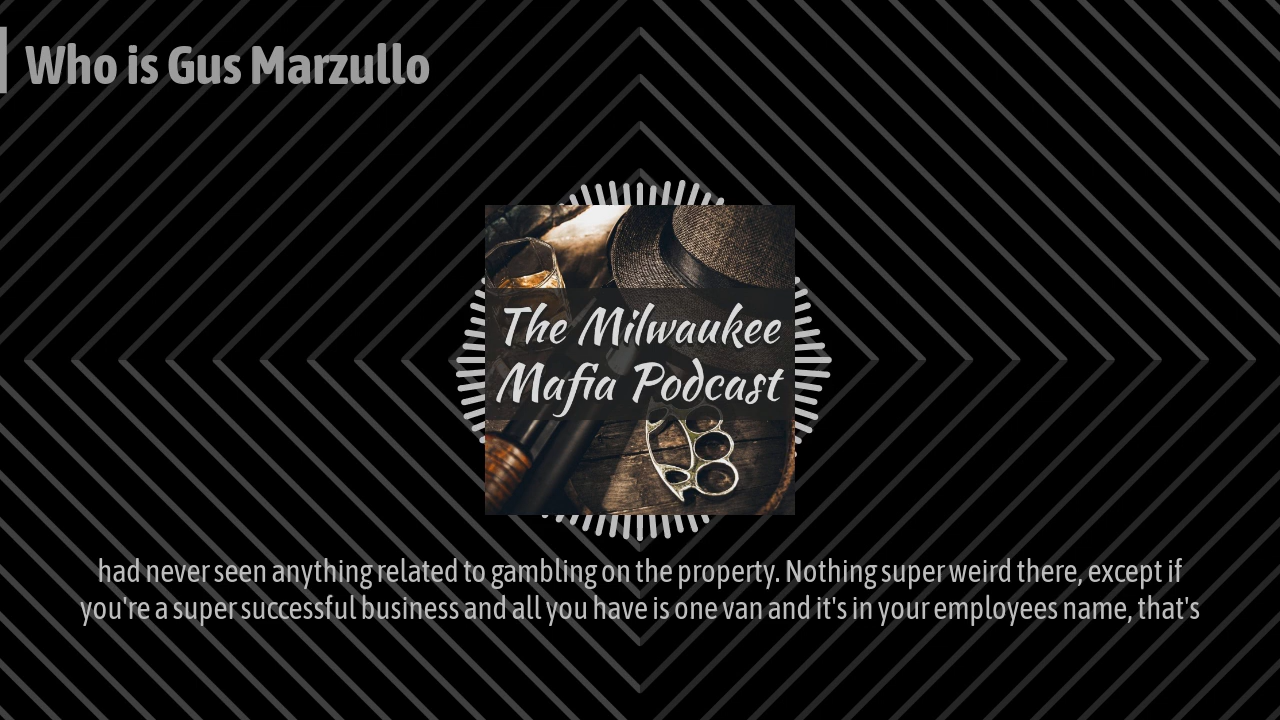 Who is Gus Marzullo
The Milwaukee
Mafia Podcast
had never seen anything related to gambling on the property. Nothing super weird there, except if
you're a super successful business and all you have is one van and it's in your employees name, that's